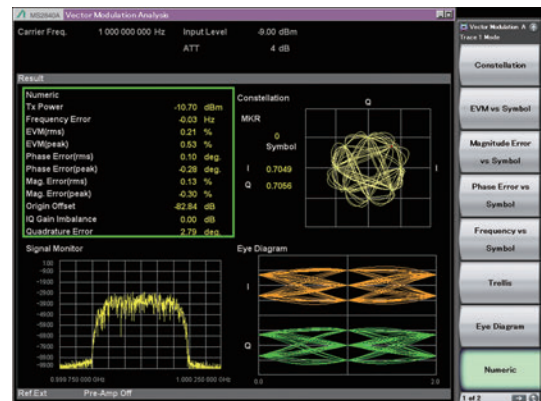 MS2840A Vector Modulation Analysis
Carrier Freq. 1 000 000 000 Hz Input Level -9.00 dBm
ATT 4 dB
Result
Numeric
Tx Power -10.70 dBm
Frequency Error -0.03 Hz
EVM(rms) 0.21 %
EVM(peak) 0.53 %
Phase Error(rms) 0.10 deg.
Phase Error(peak) -0.28 deg.
Mag. Error(rms) 0.13 %
Mag. Error(peak) -0.30 %
Origin Offset -82.84 dB
IQ Gain Imbalance 0.00 dB
Quadrature Error 2.79 deg.
Constellation
MKR
0
Symbol
I 0.7049
Q 0.7056
Q
I
Signal Monitor
0.999 750 000 GHz 1.000 250 000 GHz
Eye Diagram
I
Q
0.0 2.0
Ref.Ext Pre-Amp Off
Vector Modulation A
Trace 1 Mode
Constellation
EVM vs Symbol
Magnitude Error
vs Symbol
Phase Error vs
Symbol
Frequency vs
Symbol
Trellis
Eye Diagram
Numeric
1 of 2